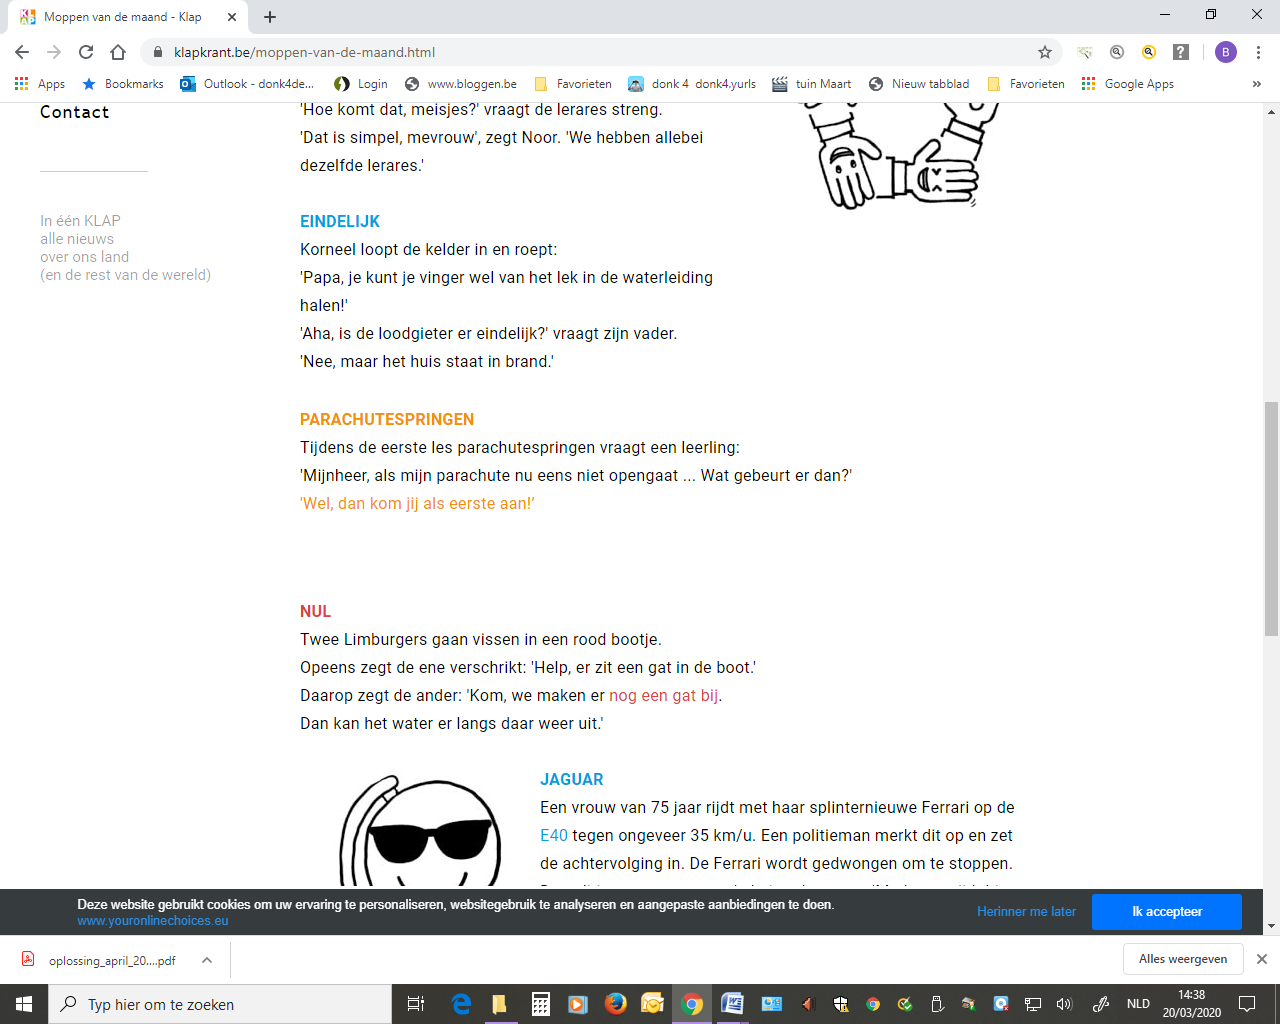 Moppen van de maand - Klap
klapkrant.be/moppen-van-de-maand.html
B
Apps
Bookmarks
Outlook - donk4de...
Login
www.bloggen.be
Favorieten
donk 4 donk4.yurls
tuin Maart
Nieuw tabblad
Favorieten
Google Apps
»
Contact
In één KLAP
alle nieuws
over ons land
(en de rest van de wereld)
'Hoe komt dat, meisjes?' vraagt de lerares streng.
'Dat is simpel, mevrouw', zegt Noor. 'We hebben allebei
dezelfde lerares.'
EINDELIJK
Korneel loopt de kelder in en roept:
'Papa, je kunt je vinger wel van het lek in de waterleiding
halen!'
'Aha, is de loodgieter er eindelijk?' vraagt zijn vader.
'Nee, maar het huis staat in brand.'
PARACHUTESPRINGEN
Tijdens de eerste les parachutespringen vraagt een leerling:
'Mijnheer, als mijn parachute nu eens niet opengaat ... Wat gebeurt er dan?'
'Wel, dan kom jij als eerste aan!'
NUL
Twee Limburgers gaan vissen in een rood bootje.
Opeens zegt de ene verschrikt: 'Help, er zit een gat in de boot.'
Daarop zegt de ander: 'Kom, we maken er nog een gat bij.
Dan kan het water er langs daar weer uit.'
JAGUAR
Een vrouw van 75 jaar rijdt met haar splinternieuwe Ferrari op de
E40 tegen ongeveer 35 km/u. Een politieman merkt dit op en zet
de achtervolging in. De Ferrari wordt gedwongen om te stoppen.
Deze website gebruikt cookies om uw ervaring te personaliseren, websitegebruik te analyseren en aangepaste aanbiedingen te doen.
www.youronlinechoices.eu
Herinner me later
Ik accepteer
oplossing_april_20....pdf
Alles weergeven
Typ hier om te zoeken
NLD
14:38
20/03/2020